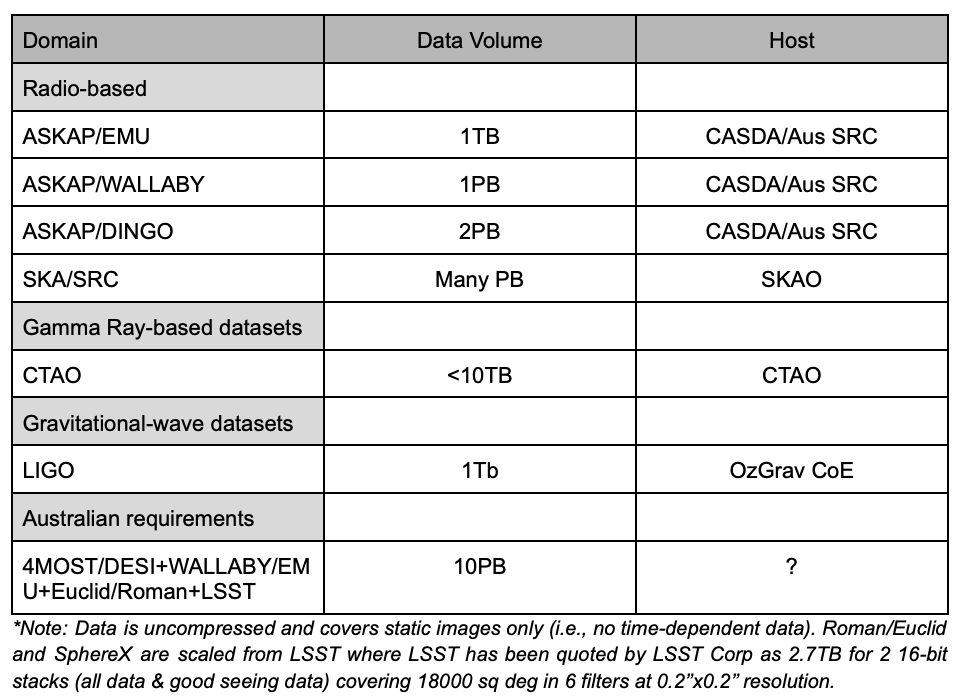 Domain Data Volume Host
Radio-based
ASKAP/EMU 1TB CASDA/Aus SRC
ASKAP/WALLABY 1PB CASDA/Aus SRC
ASKAP/DINGO 2PB CASDA/Aus SRC
SKA/SRC Many PB SKAO
Gamma Ray-based datasets
CTAO <10TB CTAO
Gravitational-wave datasets
LIGO 1Tb OzGrav CoE
Australian requirements
4MOST/DESI+WALLABY/EM 10PB ?
U+Euclid/Roman+LSST
*Note: Data is uncompressed and covers static images only (i.e., no time-dependent data). Roman/Euclid
and SphereX are scaled from LSST where LSST has been quoted by LSST Corp as 2.7TB for 2 16-bit
stacks (all data & good seeing data) covering 18000 sq deg in 6 filters at 0.2”x0.2” resolution.